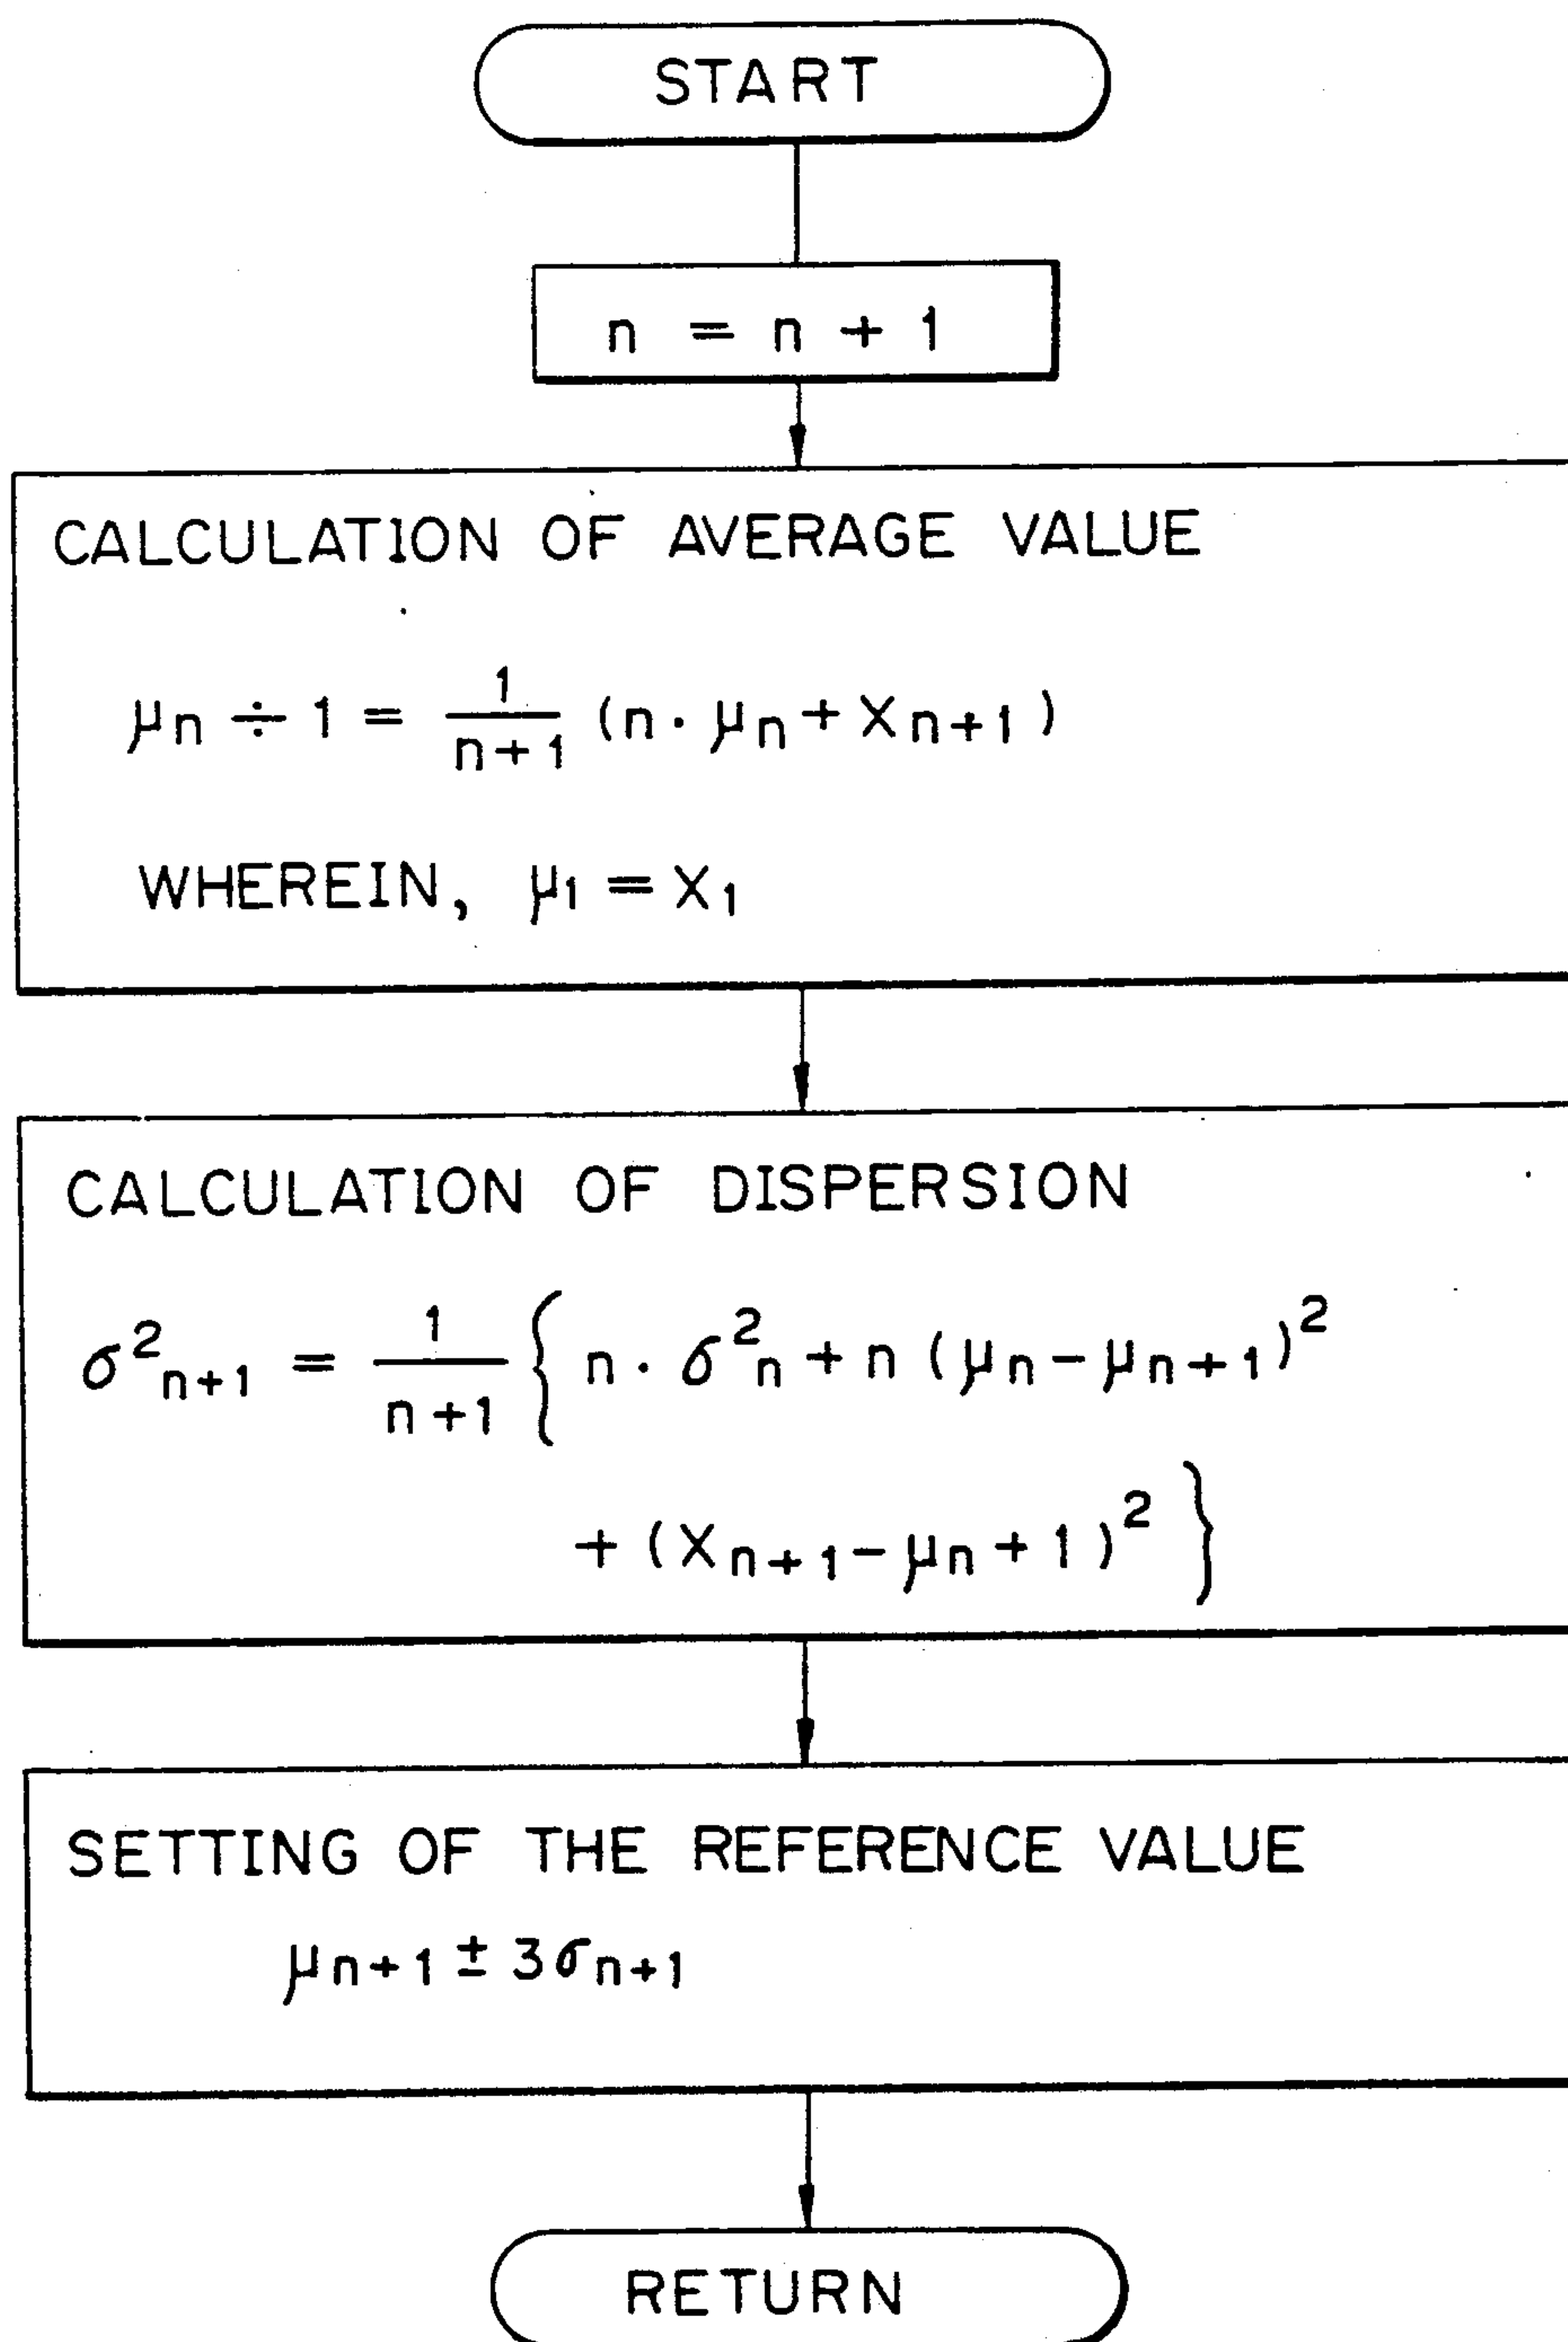 START
n = n + 1
CALCULATION OF AVERAGE VALUE
μn ÷ 1 = 1/n+1 (n · μn + Xn+1)
WHEREIN, μ1 = X1
CALCULATION OF DISPERSION
σ²n+1 = 1/n+1 { n · σ²n + n (μn - μn+1)²
+ (Xn+1 - μn + 1)² }
SETTING OF THE REFERENCE VALUE
μn+1 ± 3σn+1
RETURN